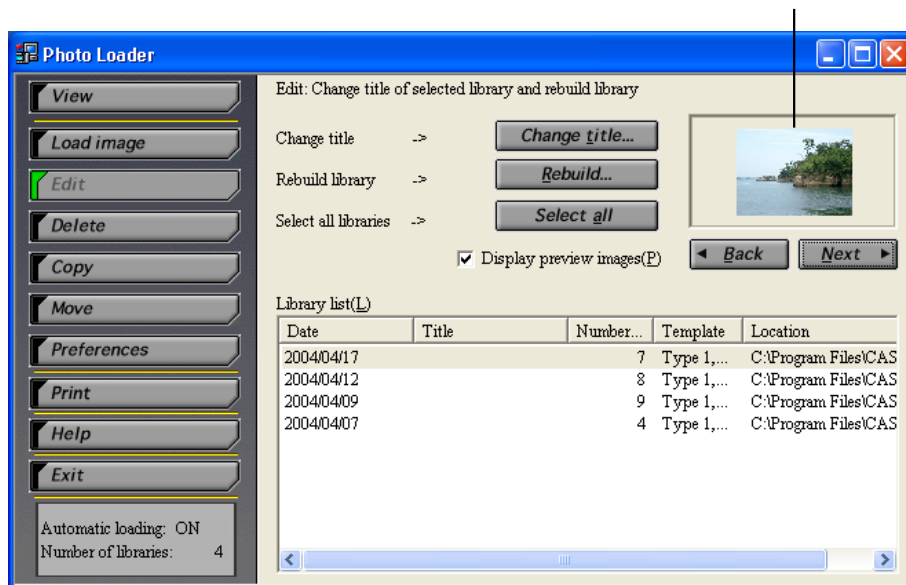 Photo Loader
View
Load image
Edit
Delete
Copy
Move
Preferences
Print
Help
Exit
Automatic loading: ON
Number of libraries: 4
Edit: Change title of selected library and rebuild library
Change title -> Change title...
Rebuild library -> Rebuild...
Select all libraries -> Select all
Display preview images(P)
Back Next
Library list(L)
Date Title Number... Template Location
2004/04/17 7 Type 1,... C:\Program Files\CAS
2004/04/12 8 Type 1,... C:\Program Files\CAS
2004/04/09 9 Type 1,... C:\Program Files\CAS
2004/04/07 4 Type 1,... C:\Program Files\CAS